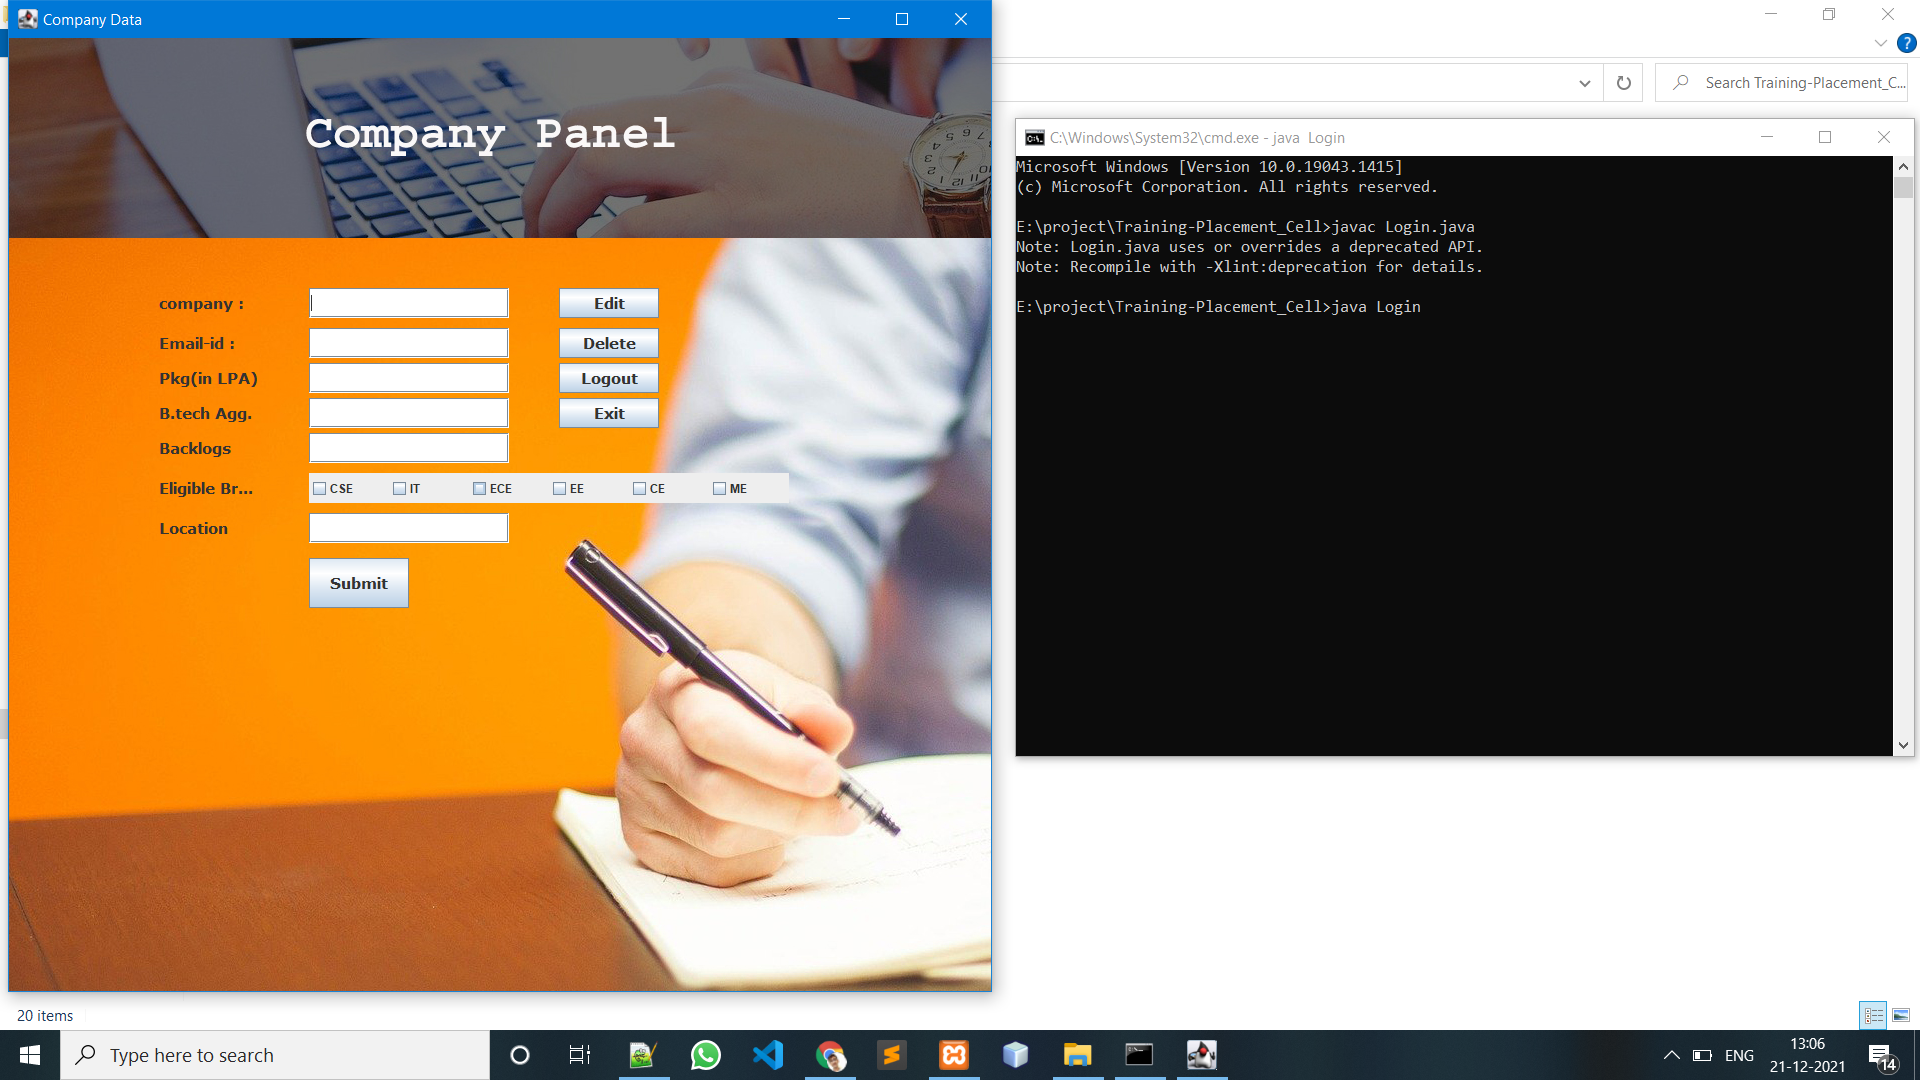 Company Data
Company Panel
company :
Edit
Email-id :
Delete
Pkg(in LPA)
Logout
B.tech Agg.
Exit
Backlogs
Eligible Br...
CSE IT ECE EE CE ME
Location
Submit
Search Training-Placement_C...
C:\Windows\System32\cmd.exe - java  Login
Microsoft Windows [Version 10.0.19043.1415]
(c) Microsoft Corporation. All rights reserved.
E:\project\Training-Placement_Cell>javac Login.java
Note: Login.java uses or overrides a deprecated API.
Note: Recompile with -Xlint:deprecation for details.
E:\project\Training-Placement_Cell>java Login
20 items
Type here to search
ENG
13:06
21-12-2021
14